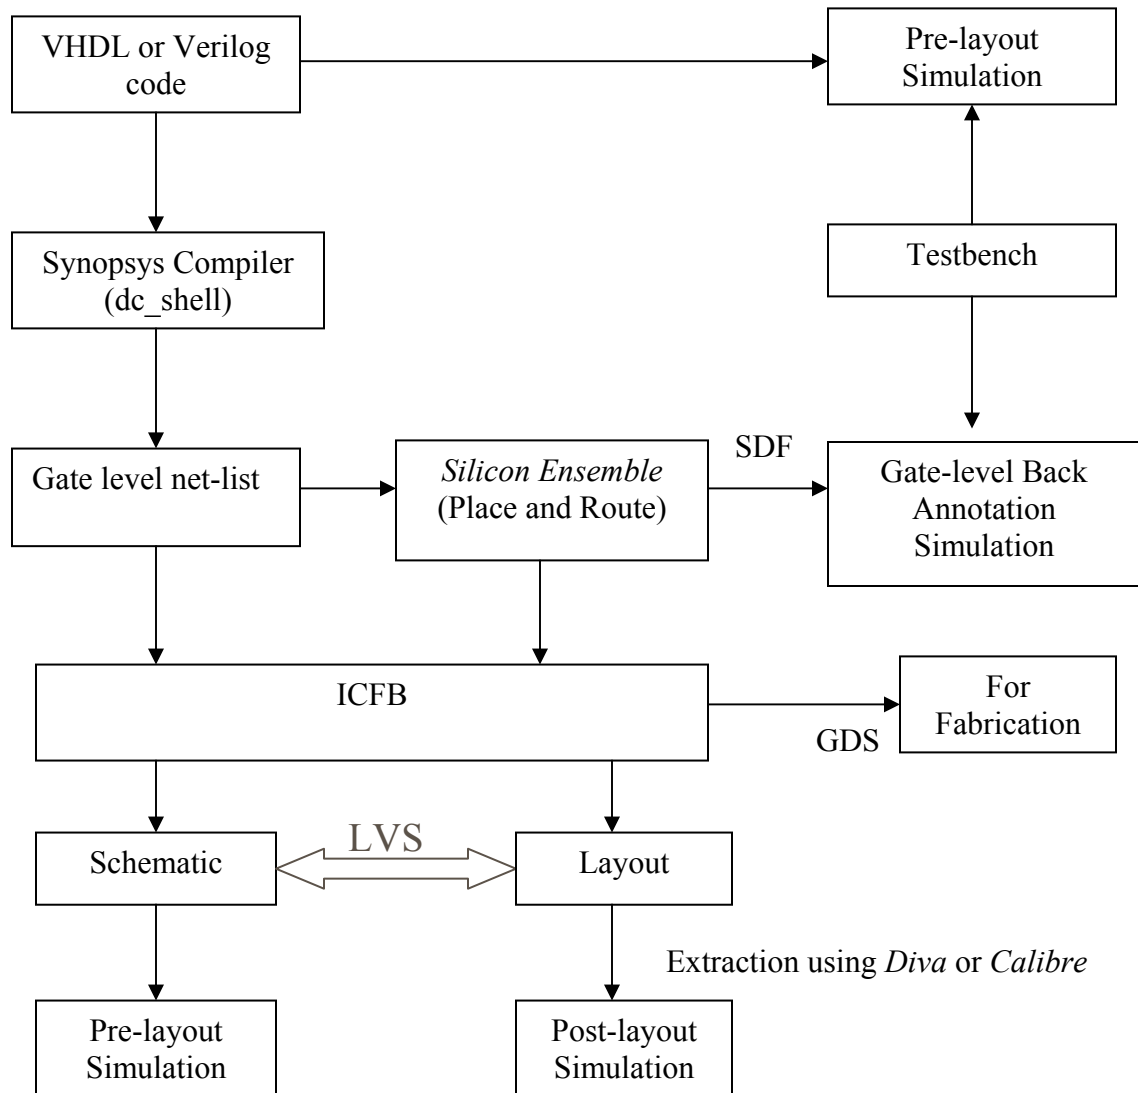 VHDL or Verilog
code
Pre-layout
Simulation
Synopsys Compiler
(dc_shell)
Testbench
Gate level net-list
Silicon Ensemble
(Place and Route)
SDF
Gate-level Back
Annotation
Simulation
ICFB
GDS
For
Fabrication
Schematic
LVS
Layout
Extraction using Diva or Calibre
Pre-layout
Simulation
Post-layout
Simulation